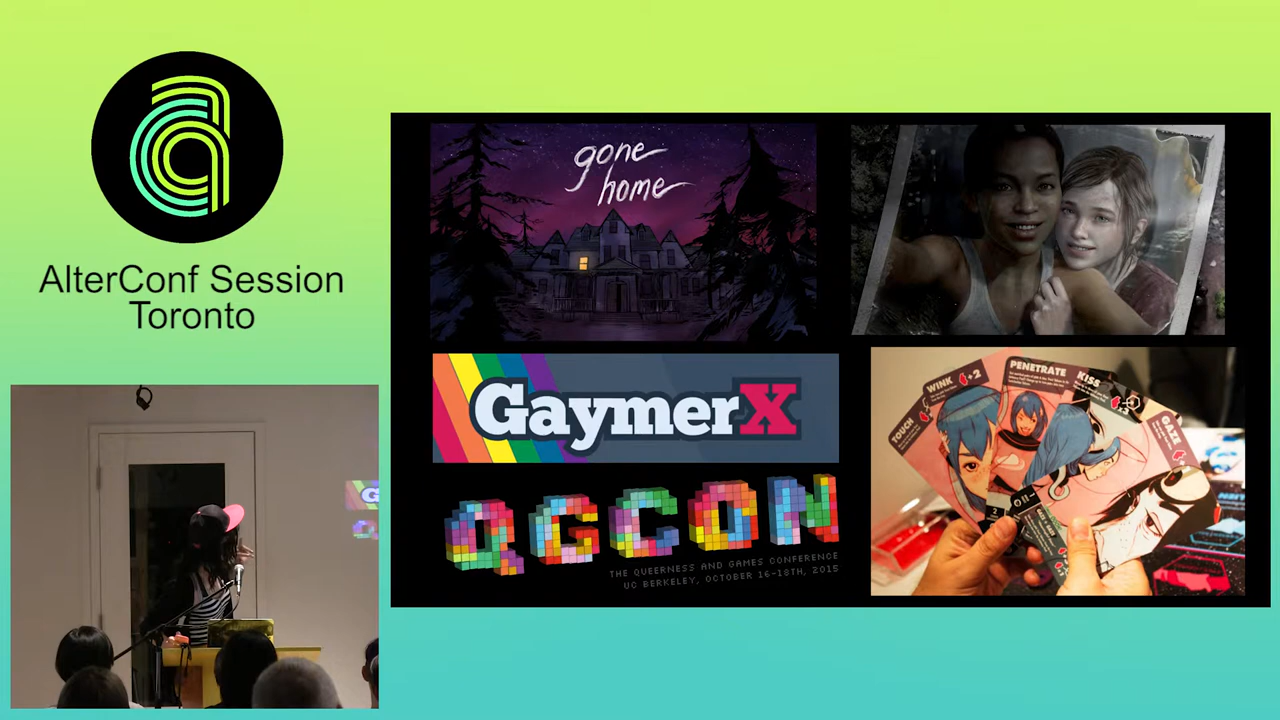 AlterConf Session
Toronto
gone
home
GaymerX
QGCON
THE QUEERNESS AND GAMES CONFERENCE
UC BERKELEY, OCTOBER 16-18TH, 2015
TOUCH
WINK +2
PENETRATE
KISS
GAZE